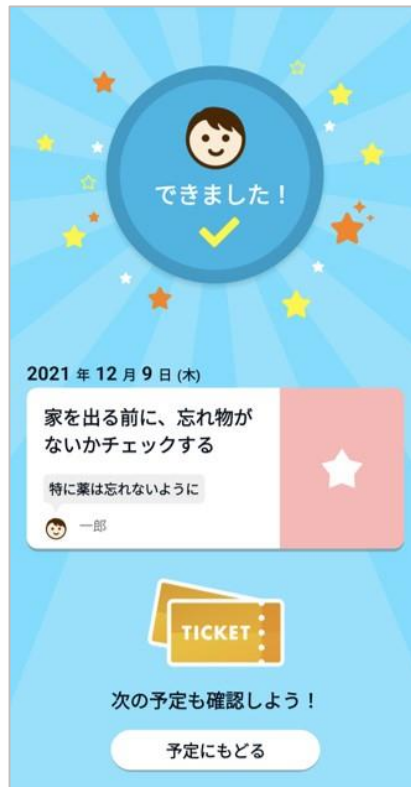 できました！
2021 年 12 月 9 日 (木)
家を出る前に、忘れ物が
ないかチェックする
特に薬は忘れないように
一郎
TICKET
次の予定も確認しよう！
予定にもどる